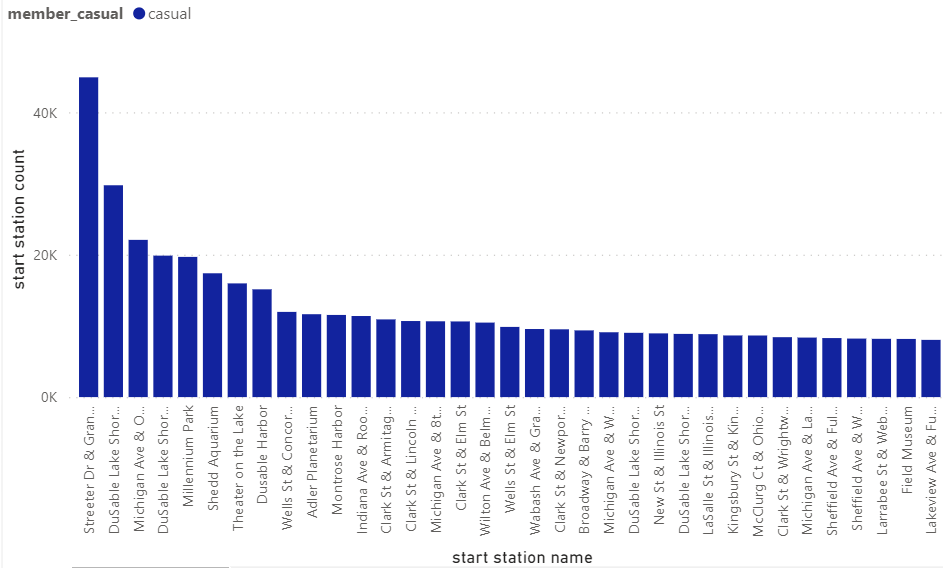 member_casual casual
start station count
40K
20K
0K
Streeter Dr & Gran...
DuSable Lake Shor...
Michigan Ave & O...
DuSable Lake Shor...
Millennium Park
Shedd Aquarium
Theater on the Lake
Dusable Harbor
Wells St & Concor...
Adler Planetarium
Montrose Harbor
Indiana Ave & Roo...
Clark St & Armitag...
Clark St & Lincoln ...
Michigan Ave & 8t...
Clark St & Elm St
Wilton Ave & Belm...
Wells St & Elm St
Wabash Ave & Gra...
Clark St & Newpor...
Broadway & Barry ...
Michigan Ave & W...
DuSable Lake Shor...
New St & Illinois St
DuSable Lake Shor...
LaSalle St & Illinois...
Kingsbury St & Kin...
McClurg Ct & Ohio ...
Clark St & Wrightw...
Michigan Ave & La...
Sheffield Ave & Ful...
Sheffield Ave & W...
Larrabee St & Web...
Field Museum
Lakeview Ave & Fu...
start station name